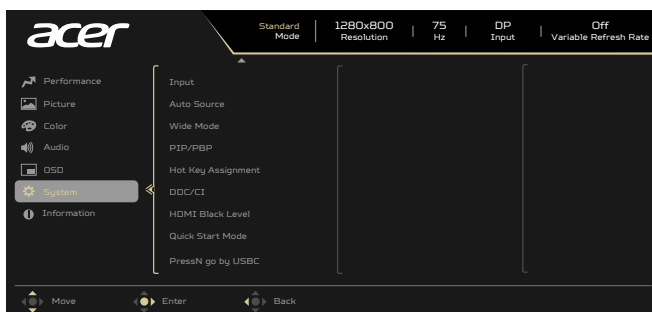 acer
Standard Mode
1280x800 Resolution
75 Hz
DP Input
Off Variable Refresh Rate
Performance
Picture
Color
Audio
OSD
System
Information
Input
Auto Source
Wide Mode
PIP/PBP
Hot Key Assignment
DDC/CI
HDMI Black Level
Quick Start Mode
PressN go by USBC
Move
Enter
Back